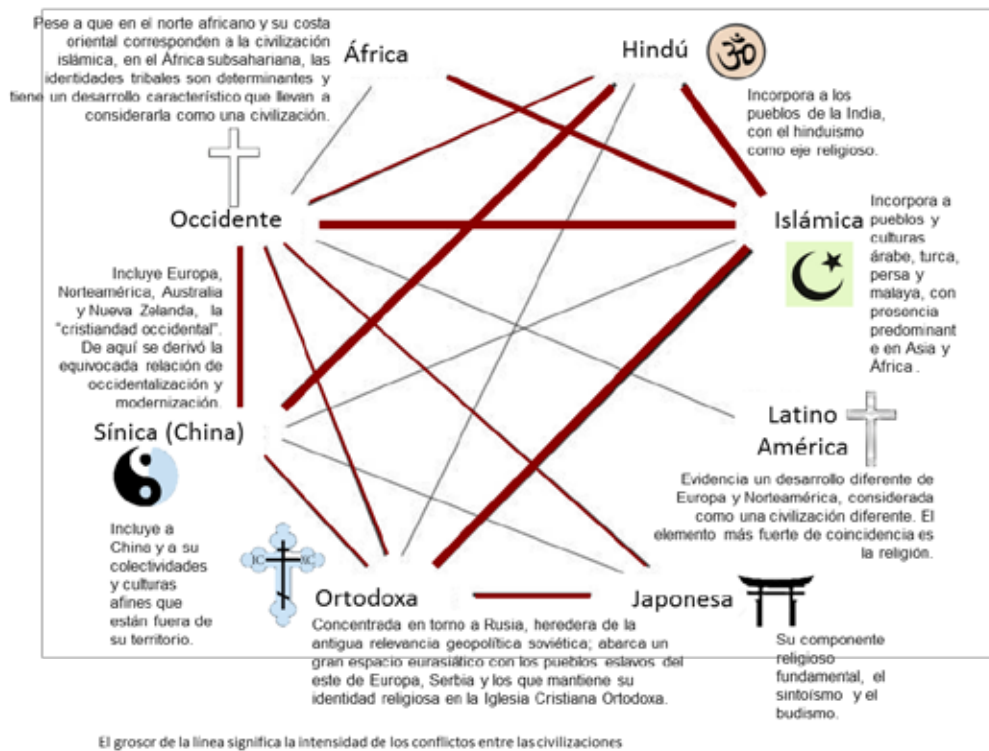 Pese a que en el norte africano y su costa
oriental corresponden a la civilización
islámica, en el África subsahariana, las
identidades tribales son determinantes y
tiene un desarrollo característico que llevan a
considerarla como una civilización.
África
Hindú
Incorpora a los
pueblos de la India,
con el hinduismo
como eje religioso.
Occidente
Incluye Europa,
Norteamérica, Australia
y Nueva Zelanda, la
"cristiandad occidental".
De aquí se derivó la
equivocada relación de
occidentalización y
modernización.
Islámica
Incorpora a
pueblos y
culturas
árabe, turca,
persa y
malaya, con
presencia
predominant
e en Asia y
África .
Sínica (China)
Incluye a
China y a su
colectividades
y culturas
afines que
están fuera de
su territorio.
Latino
América
Evidencia un desarrollo diferente de
Europa y Norteamérica, considerada
como una civilización diferente. El
elemento más fuerte de coincidencia es
la religión.
IC XC
Ortodoxa
Concentrada en torno a Rusia, heredera de la
antigua relevancia geopolítica soviética; abarca un
gran espacio eurasiático con los pueblos eslavos del
este de Europa, Serbia y los que mantiene su
identidad religiosa en la Iglesia Cristiana Ortodoxa.
Japonesa
Su componente
religioso
fundamental, el
sintoísmo y el
budismo.
El grosor de la línea significa la intensidad de los conflictos entre las civilizaciones